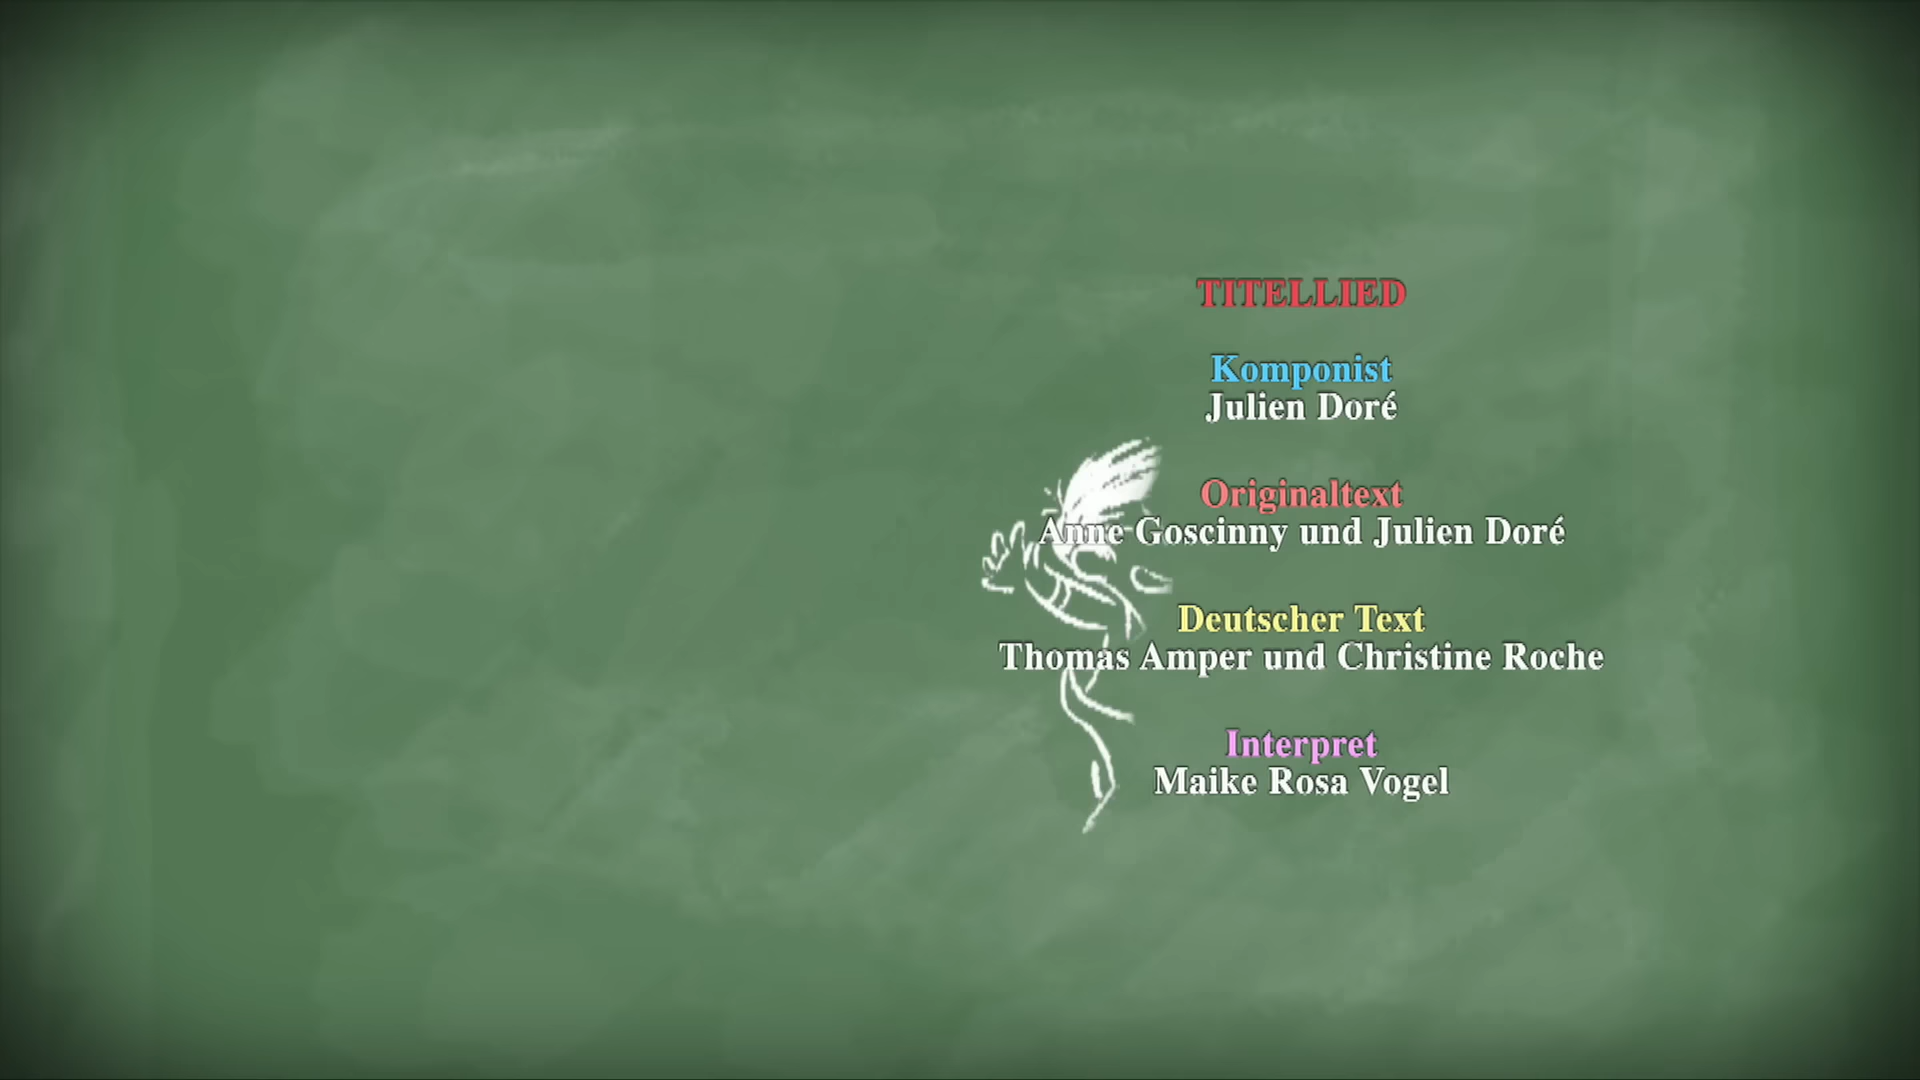 TITELLIED
Komponist
Julien Doré
Originaltext
Anne Goscinny und Julien Doré
Deutscher Text
Thomas Amper und Christine Roche
Interpret
Maike Rosa Vogel